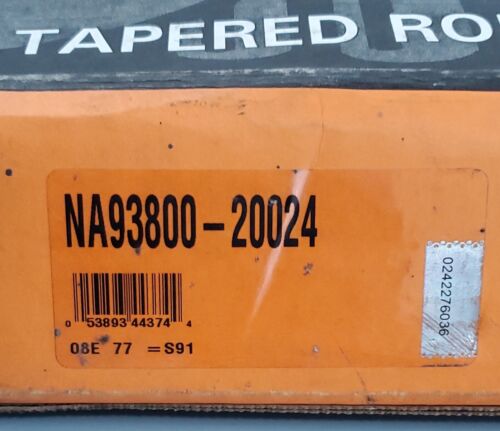 TAPERED RO
NA93800-20024
0 53893 44374 4
08E 77 =S91
0242276036